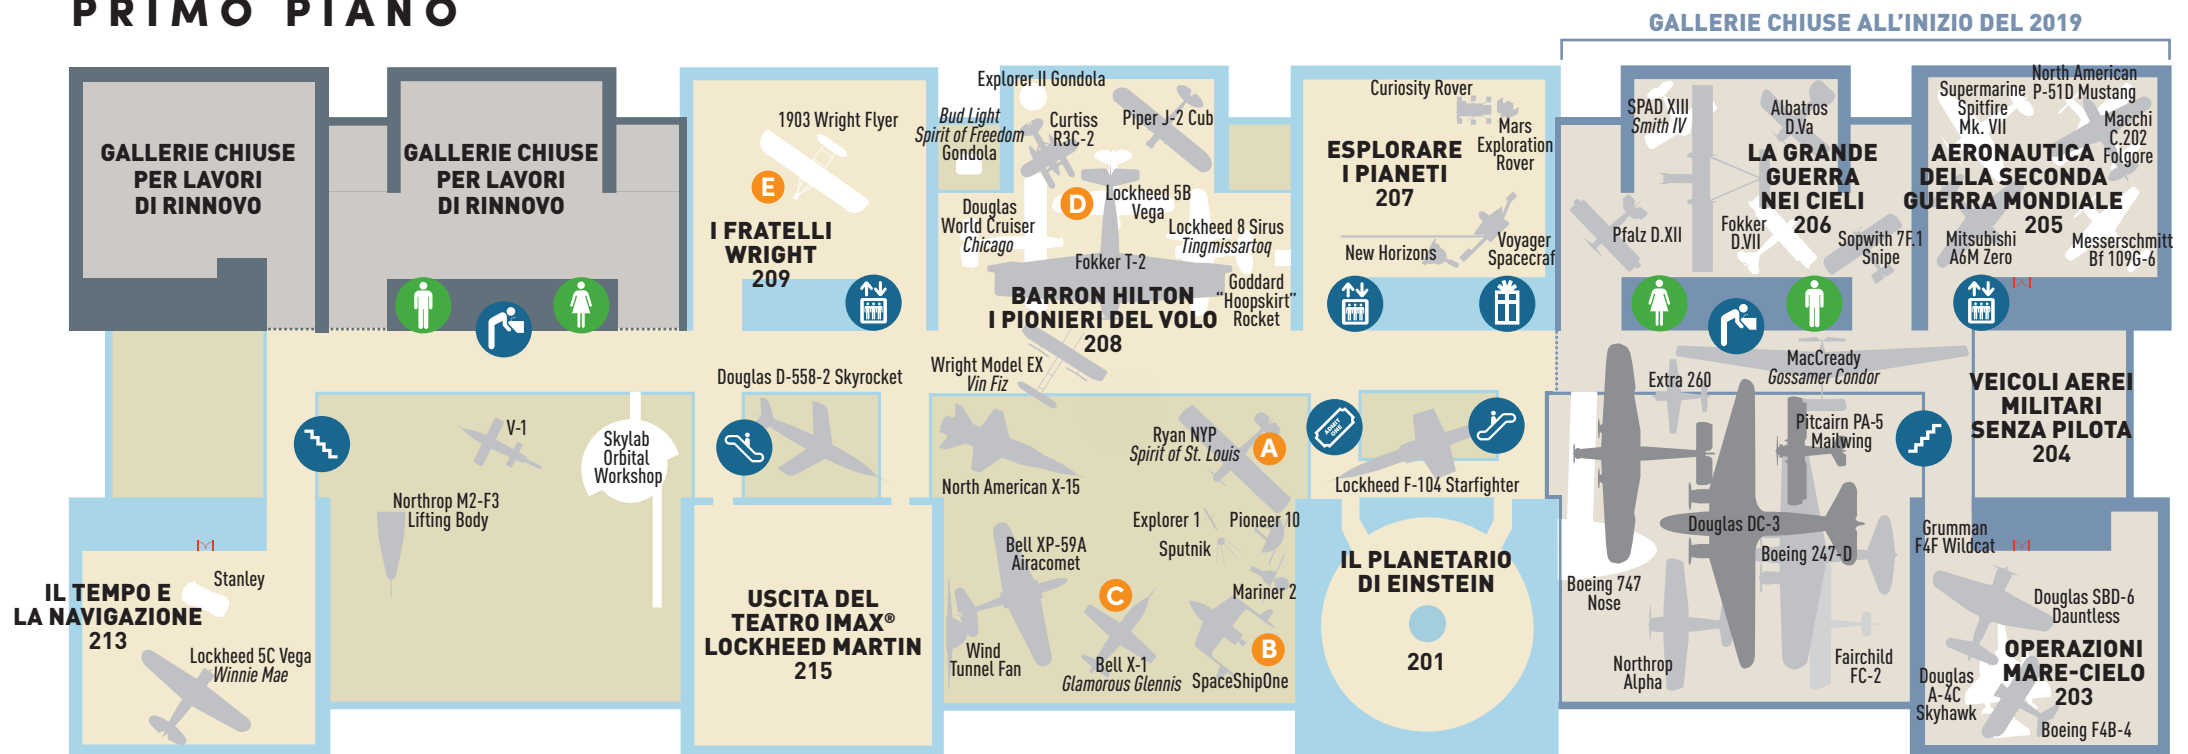 PRIMO PIANO
GALLERIE CHIUSE ALL'INIZIO DEL 2019
GALLERIE CHIUSE
PER LAVORI
DI RINNOVO
GALLERIE CHIUSE
PER LAVORI
DI RINNOVO
1903 Wright Flyer
E
I FRATELLI
WRIGHT
209
Explorer II Gondola
Bud Light
Spirit of Freedom
Gondola
Curtiss
R3C-2
Piper J-2 Cub
D
Lockheed 5B
Vega
Douglas
World Cruiser
Chicago
Lockheed 8 Sirus
Tingmissartoq
Fokker T-2
Goddard
“Hoopskirt”
Rocket
BARRON HILTON
I PIONIERI DEL VOLO
208
Wright Model EX
Vin Fiz
Curiosity Rover
Mars
Exploration
Rover
ESPLORARE
I PIANETI
207
New Horizons
Voyager
Spacecraf
SPAD XIII
Smith IV
Albatros
D.Va
LA GRANDE
GUERRA
NEI CIELI
206
Pfalz D.XII
Fokker
D.VII
Sopwith 7F.1
Snipe
Supermarine
Spitfire
Mk. VII
North American
P-51D Mustang
Macchi
C.202
Folgore
AERONAUTICA
DELLA SECONDA
GUERRA MONDIALE
205
Mitsubishi
A6M Zero
Messerschmitt
Bf 109G-6
V-1
Skylab
Orbital
Workshop
Northrop M2-F3
Lifting Body
Douglas D-558-2 Skyrocket
North American X-15
Ryan NYP
Spirit of St. Louis
A
ADMIT
ONE
Lockheed F-104 Starfighter
Explorer 1
Pioneer 10
Sputnik
Bell XP-59A
Airacomet
Mariner 2
C
B
Wind
Tunnel Fan
Bell X-1
Glamorous Glennis
SpaceShipOne
IL TEMPO E
LA NAVIGAZIONE
213
Stanley
Lockheed 5C Vega
Winnie Mae
USCITA DEL
TEATRO IMAX®
LOCKHEED MARTIN
215
IL PLANETARIO
DI EINSTEIN
201
MacCready
Gossamer Condor
Extra 260
Pitcairn PA-5
Mailwing
Douglas DC-3
Boeing 247-D
Boeing 747
Nose
Northrop
Alpha
Fairchild
FC-2
VEICOLI AEREI
MILITARI
SENZA PILOTA
204
Grumman
F4F Wildcat
Douglas SBD-6
Dauntless
OPERAZIONI
MARE-CIELO
203
Douglas
A-4C
Skyhawk
Boeing F4B-4